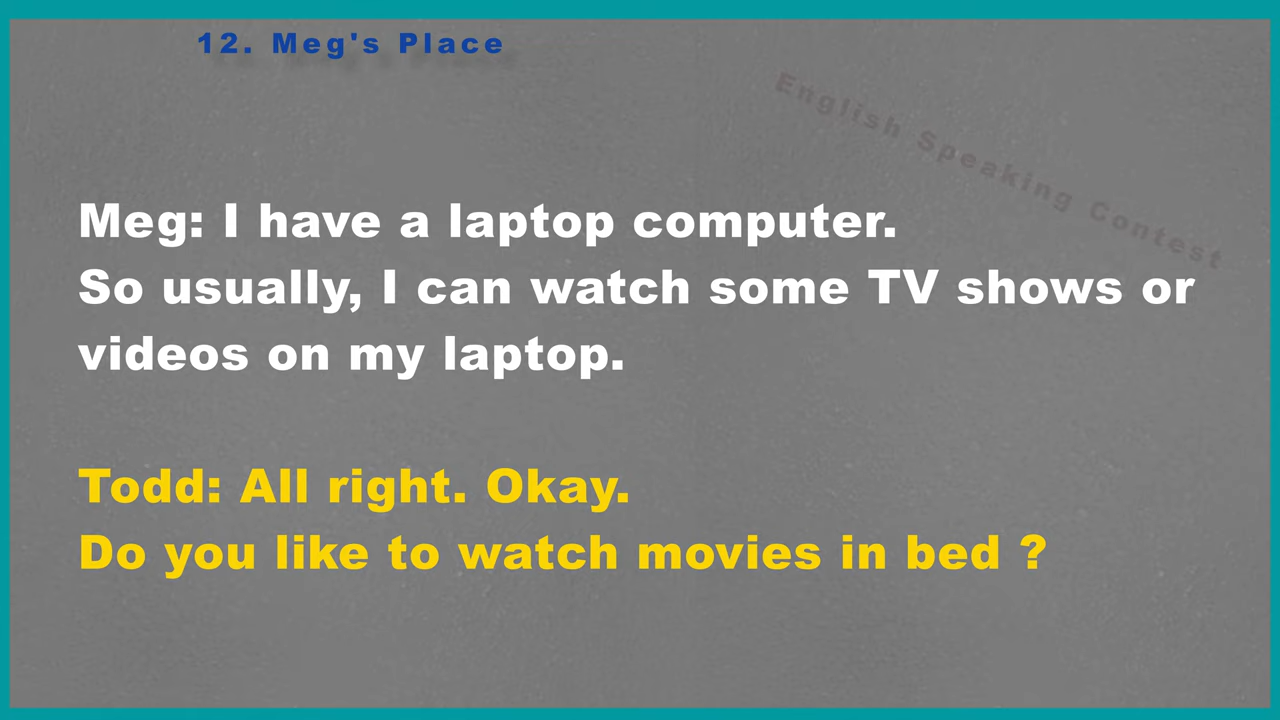 12. Meg's Place
English Speaking Contest
Meg: I have a laptop computer.
So usually, I can watch some TV shows or
videos on my laptop.
Todd: All right. Okay.
Do you like to watch movies in bed ?